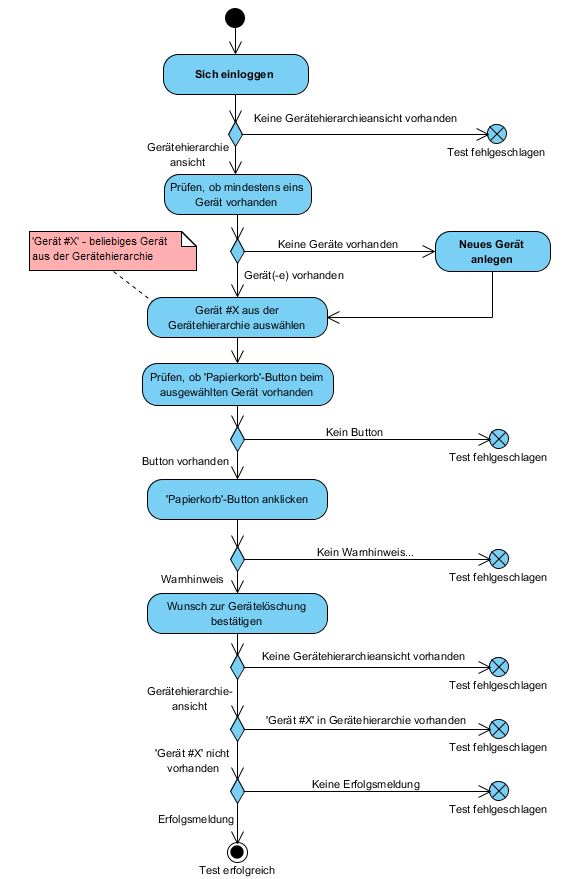 Sich einloggen
Keine Gerätehierarchieansicht vorhanden
Test fehlgeschlagen
Gerätehierarchie
ansicht
Prüfen, ob mindestens eins
Gerät vorhanden
'Gerät #X' - beliebiges Gerät
aus der Gerätehierarchie
Keine Geräte vorhanden
Neues Gerät
anlegen
Gerät(-e) vorhanden
Gerät #X aus der
Gerätehierarchie auswählen
Prüfen, ob 'Papierkorb'-Button beim
ausgewählten Gerät vorhanden
Kein Button
Test fehlgeschlagen
Button vorhanden
'Papierkorb'-Button anklicken
Kein Warnhinweis...
Test fehlgeschlagen
Warnhinweis
Wunsch zur Gerätelöschung
bestätigen
Keine Gerätehierarchieansicht vorhanden
Test fehlgeschlagen
Gerätehierarchie-
ansicht
'Gerät #X' in Gerätehierarchie vorhanden
Test fehlgeschlagen
'Gerät #X' nicht
vorhanden
Keine Erfolgsmeldung
Test fehlgeschlagen
Erfolgsmeldung
Test erfolgreich